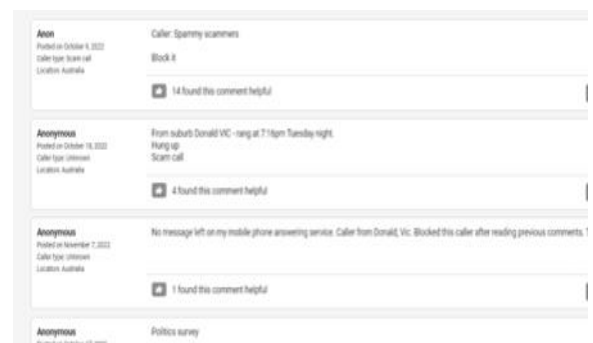 Anon
Posted on October 9, 2022
Caller type: Scam call
Location: Australia
Caller: Spammy scammers
Block it
14 found this comment helpful
Anonymous
Posted on October 18, 2022
Caller type: Unknown
Location: Australia
From suburb Donald VIC - rang at 7:16pm Tuesday night.
Hung up
Scam call
4 found this comment helpful
Anonymous
Posted on November 7, 2022
Caller type: Unknown
Location: Australia
No message left on my mobile phone answering service. Caller from Donald, Vic. Blocked this caller after reading previous comments.
1 found this comment helpful
Anonymous
Politics survey